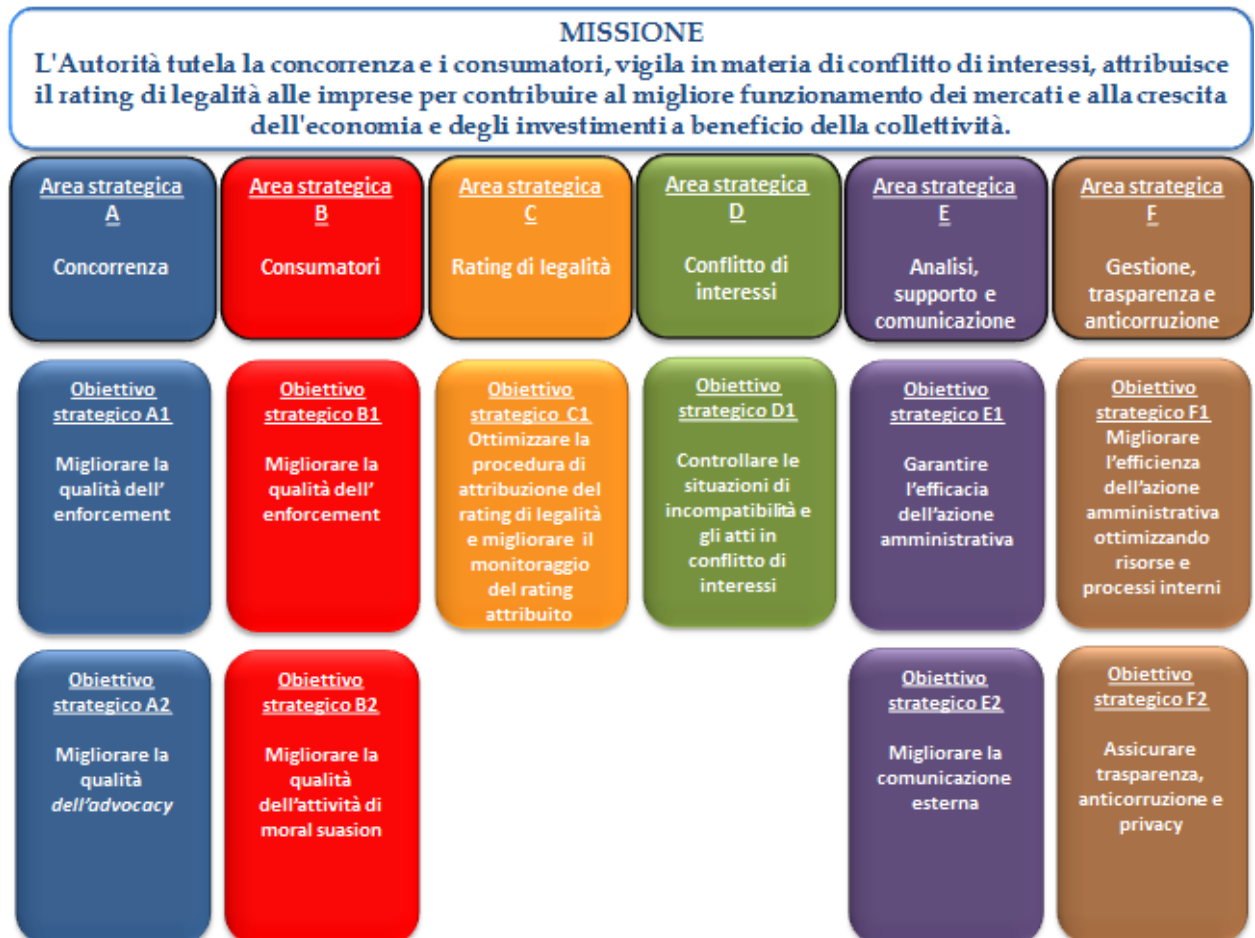 MISSIONE
L'Autorità tutela la concorrenza e i consumatori, vigila in materia di conflitto di interessi, attribuisce
il rating di legalità alle imprese per contribuire al migliore funzionamento dei mercati e alla crescita
dell'economia e degli investimenti a beneficio della collettività.
Area strategica
A
Concorrenza
Area strategica
B
Consumatori
Area strategica
C
Rating di legalità
Area strategica
D
Conflitto di
interessi
Area strategica
E
Analisi,
supporto e
comunicazione
Area strategica
F
Gestione,
trasparenza e
anticorruzione
Obiettivo
strategico A1
Migliorare la
qualità dell'
enforcement
Obiettivo
strategico B1
Migliorare la
qualità dell'
enforcement
Obiettivo
strategico C1
Ottimizzare la
procedura di
attribuzione del
rating di legalità
e migliorare il
monitoraggio
del rating
attribuito
Obiettivo
strategico D1
Controllare le
situazioni di
incompatibilità e
gli atti in
conflitto di
interessi
Obiettivo
strategico E1
Garantire
l'efficacia
dell'azione
amministrativa
Obiettivo
strategico F1
Migliorare
l'efficienza
dell'azione
amministrativa
ottimizzando
risorse e
processi interni
Obiettivo
strategico A2
Migliorare la
qualità
dell'advocacy
Obiettivo
strategico B2
Migliorare la
qualità
dell'attività di
moral suasion
Obiettivo
strategico E2
Migliorare la
comunicazione
esterna
Obiettivo
strategico F2
Assicurare
trasparenza,
anticorruzione e
privacy